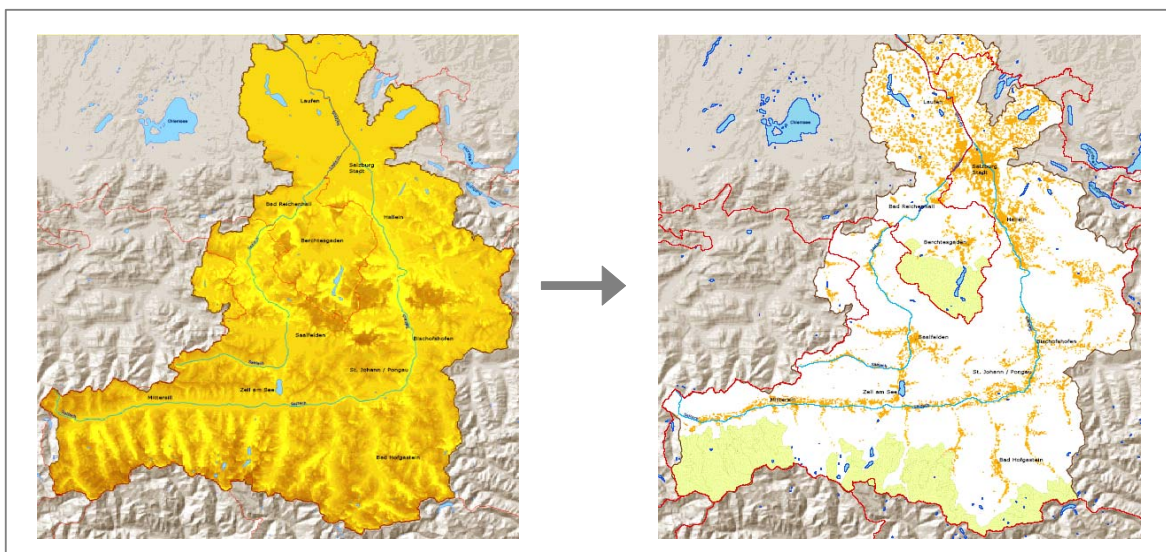 Laufen
Chiemsee
Salzburg
Stadt
Bad Reichenhall
Hallein
Berchtesgaden
Saalfelden
Bischofshofen
St. Johann / Pongau
Zell am See
Mittersill
Bad Hofgastein
Laufen
Chiemsee
Salzburg
Stadt
Bad Reichenhall
Hallein
Berchtesgaden
Saalfelden
Bischofshofen
St. Johann / Pongau
Zell am See
Mittersill
Bad Hofgastein